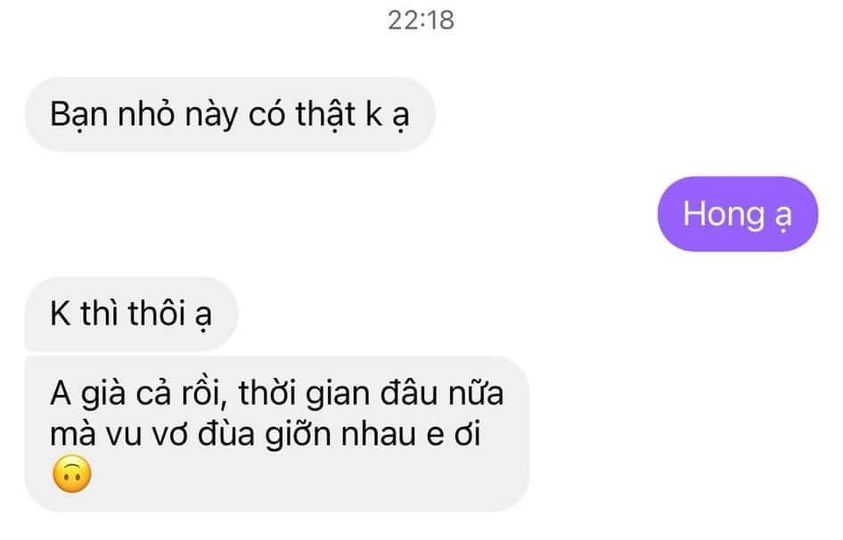 22:18
Bạn nhỏ này có thật k ạ
Hong ạ
K thì thôi ạ
A già cả rồi, thời gian đâu nữa
mà vu vơ đùa giỡn nhau e ơi
🙃